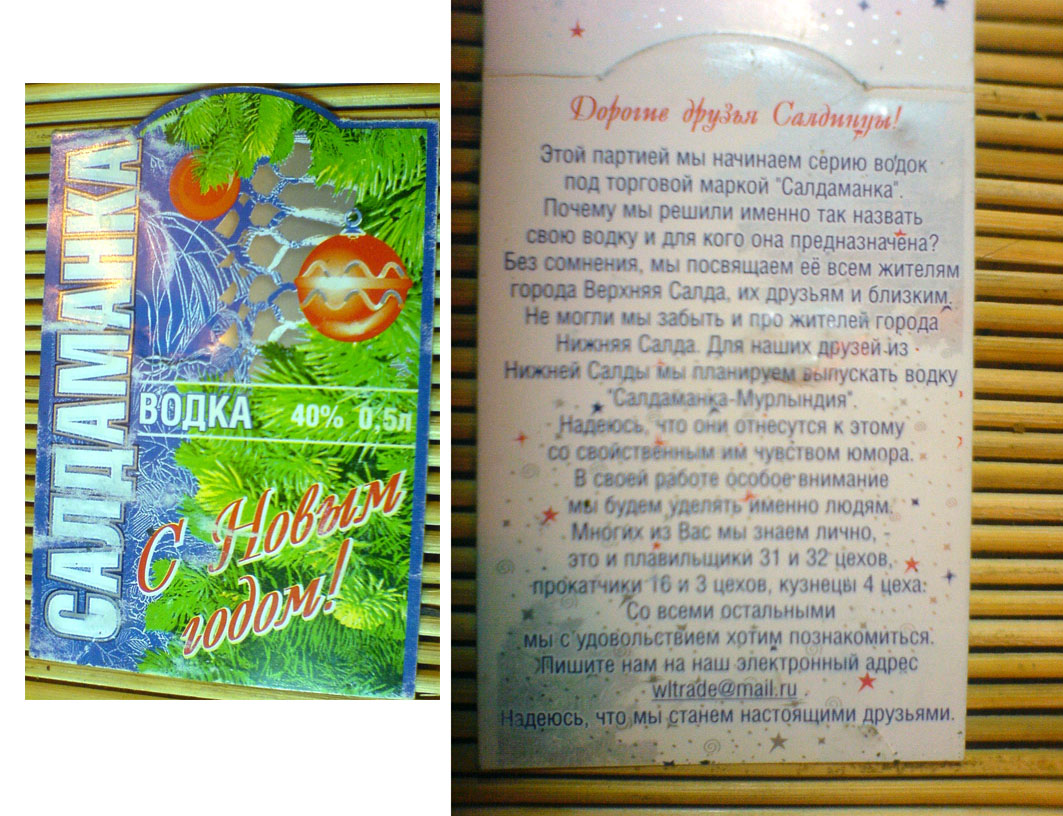 САЛДАМАНКА
ВОДКА 40% 0,5л
С Новым
годом!
Дорогие друзья Салдинцы!
Этой партией мы начинаем серию водок
под торговой маркой "Салдаманка".
Почему мы решили именно так назвать
свою водку и для кого она предназначена?
Без сомнения, мы посвящаем её всем жителям
города Верхняя Салда, их друзьям и близким.
Не могли мы забыть и про жителей города
Нижняя Салда. Для наших друзей из
Нижней Салды мы планируем выпускать водку
"Салдаманка-Мурлындия".
Надеюсь, что они отнесутся к этому
со свойственным им чувством юмора.
В своей работе особое внимание
мы будем уделять именно людям.
Многих из Вас мы знаем лично, -
это и плавильщики 31 и 32 цехов,
прокатчики 16 и 3 цехов, кузнецы 4 цеха.
Со всеми остальными
мы с удовольствием хотим познакомиться.
Пишите нам на наш электронный адрес
wltrade@mail.ru .
Надеюсь, что мы станем настоящими друзьями.